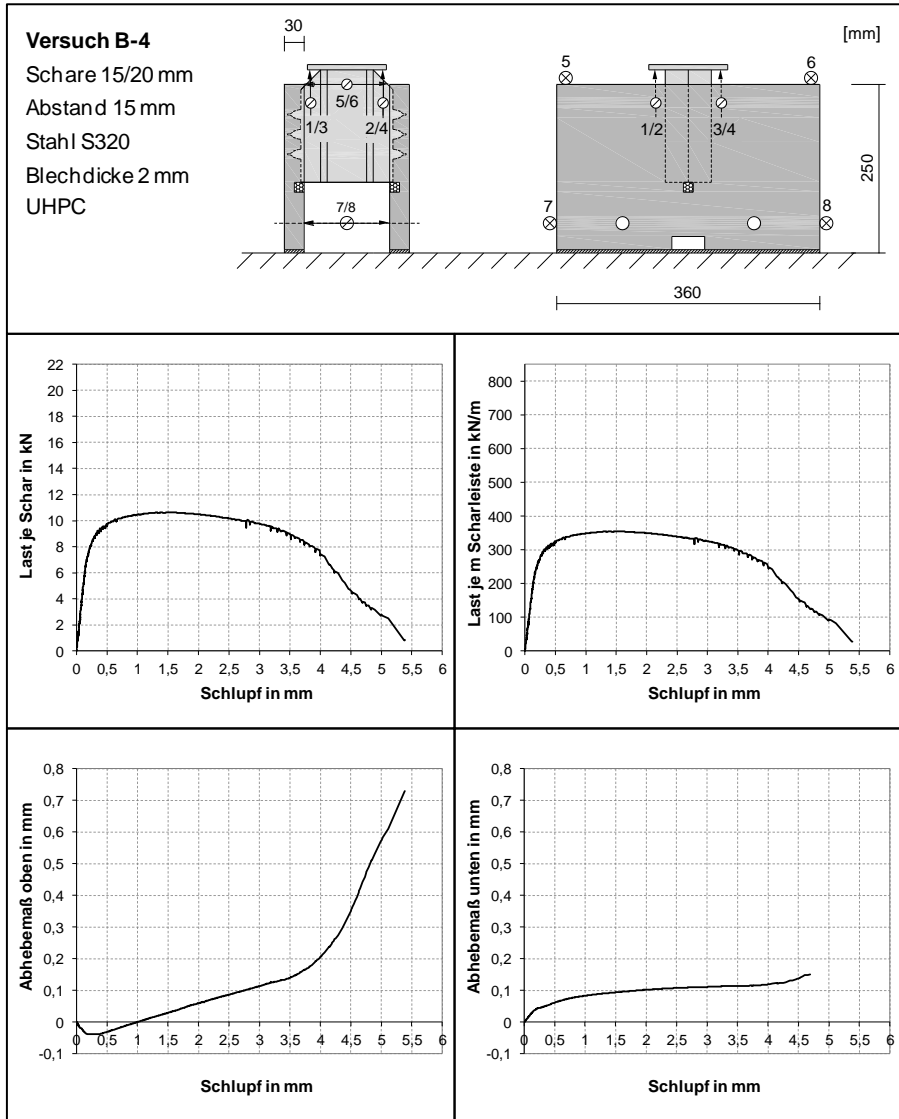 Versuch B-4
Schare 15/20 mm
Abstand 15 mm
Stahl S320
Blechdicke 2 mm
UHPC
30
5/6
1/3
2/4
7/8
[mm]
5
6
1/2
3/4
7
8
250
360
Last je Schar in kN
22
20
18
16
14
12
10
8
6
4
2
0
0 0,5 1 1,5 2 2,5 3 3,5 4 4,5 5 5,5 6
Schlupf in mm
Last je m Scharleiste in kN/m
800
700
600
500
400
300
200
100
0
0 0,5 1 1,5 2 2,5 3 3,5 4 4,5 5 5,5 6
Schlupf in mm
Abhebemaß oben in mm
0,8
0,7
0,6
0,5
0,4
0,3
0,2
0,1
0
-0,1
0 0,5 1 1,5 2 2,5 3 3,5 4 4,5 5 5,5 6
Schlupf in mm
Abhebemaß unten in mm
0,8
0,7
0,6
0,5
0,4
0,3
0,2
0,1
0
-0,1
0 0,5 1 1,5 2 2,5 3 3,5 4 4,5 5 5,5 6
Schlupf in mm